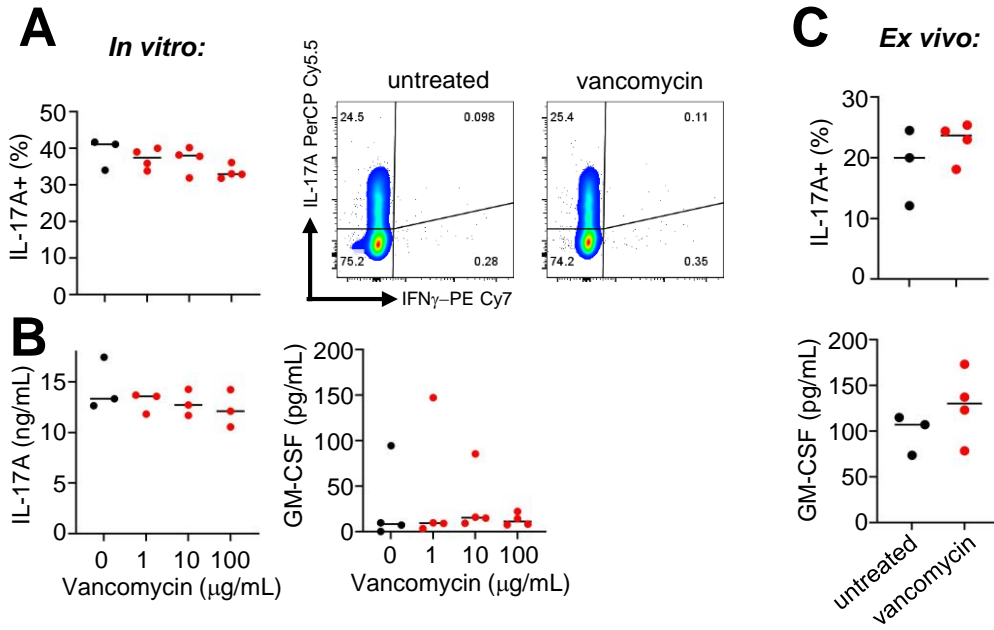 A
In vitro:
IL-17A+ (%)
50
40
30
20
10
0
IL-17A PerCP Cy5.5
untreated
24.5
0.098
75.2
0.28
vancomycin
25.4
0.11
74.2
0.35
IFNγ–PE Cy7
B
IL-17A (ng/mL)
15
10
5
0
0 1 10 100
Vancomycin (μg/mL)
GM-CSF (pg/mL)
200
150
100
50
0
0 1 10 100
Vancomycin (μg/mL)
C
Ex vivo:
IL-17A+ (%)
30
20
10
0
GM-CSF (pg/mL)
200
150
100
50
0
untreated
vancomycin